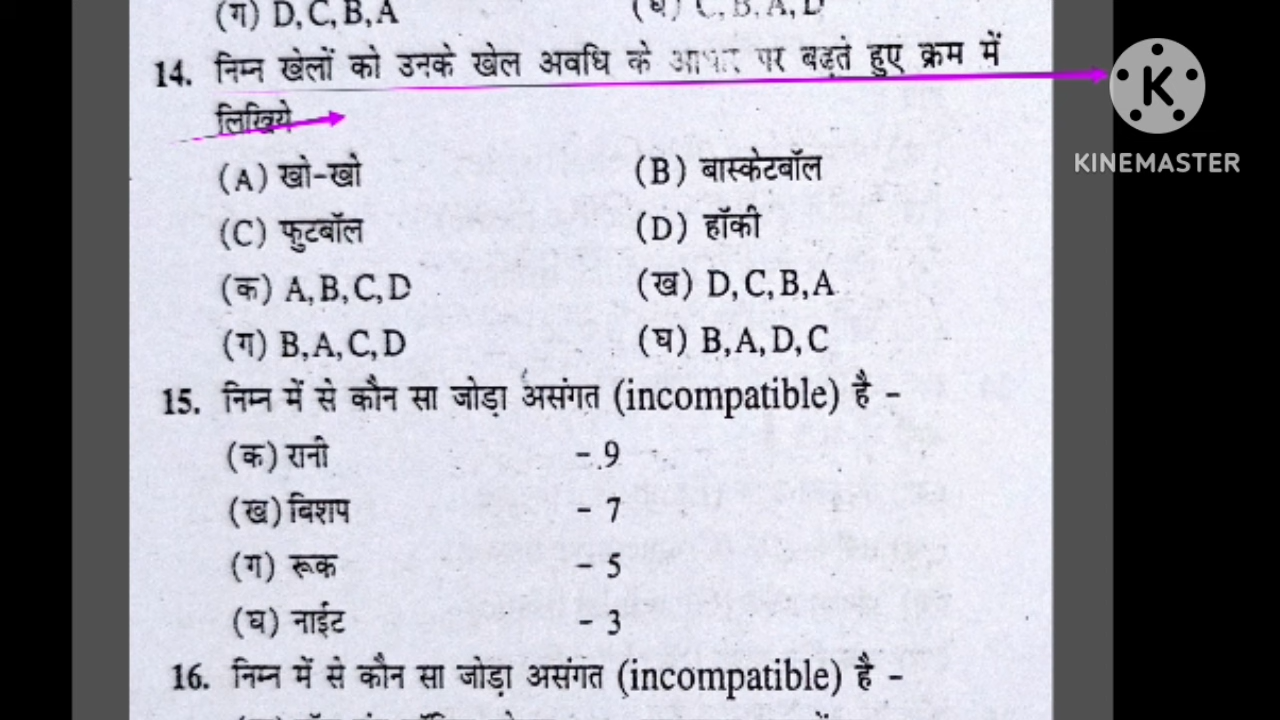 (ग) D, C, B, A (घ) C, B, A, D
14. निम्न खेलों को उनके खेल अवधि के आधार पर बढ़ते हुए क्रम में
लिखिये
(A) खो-खो (B) बास्केटबॉल
(C) फुटबॉल (D) हॉकी
(क) A, B, C, D (ख) D, C, B, A
(ग) B, A, C, D (घ) B, A, D, C
15. निम्न में से कौन सा जोड़ा असंगत (incompatible) है -
(क) रानी - 9
(ख) बिशप - 7
(ग) रूक - 5
(घ) नाईट - 3
16. निम्न में से कौन सा जोड़ा असंगत (incompatible) है -
K
KINEMASTER